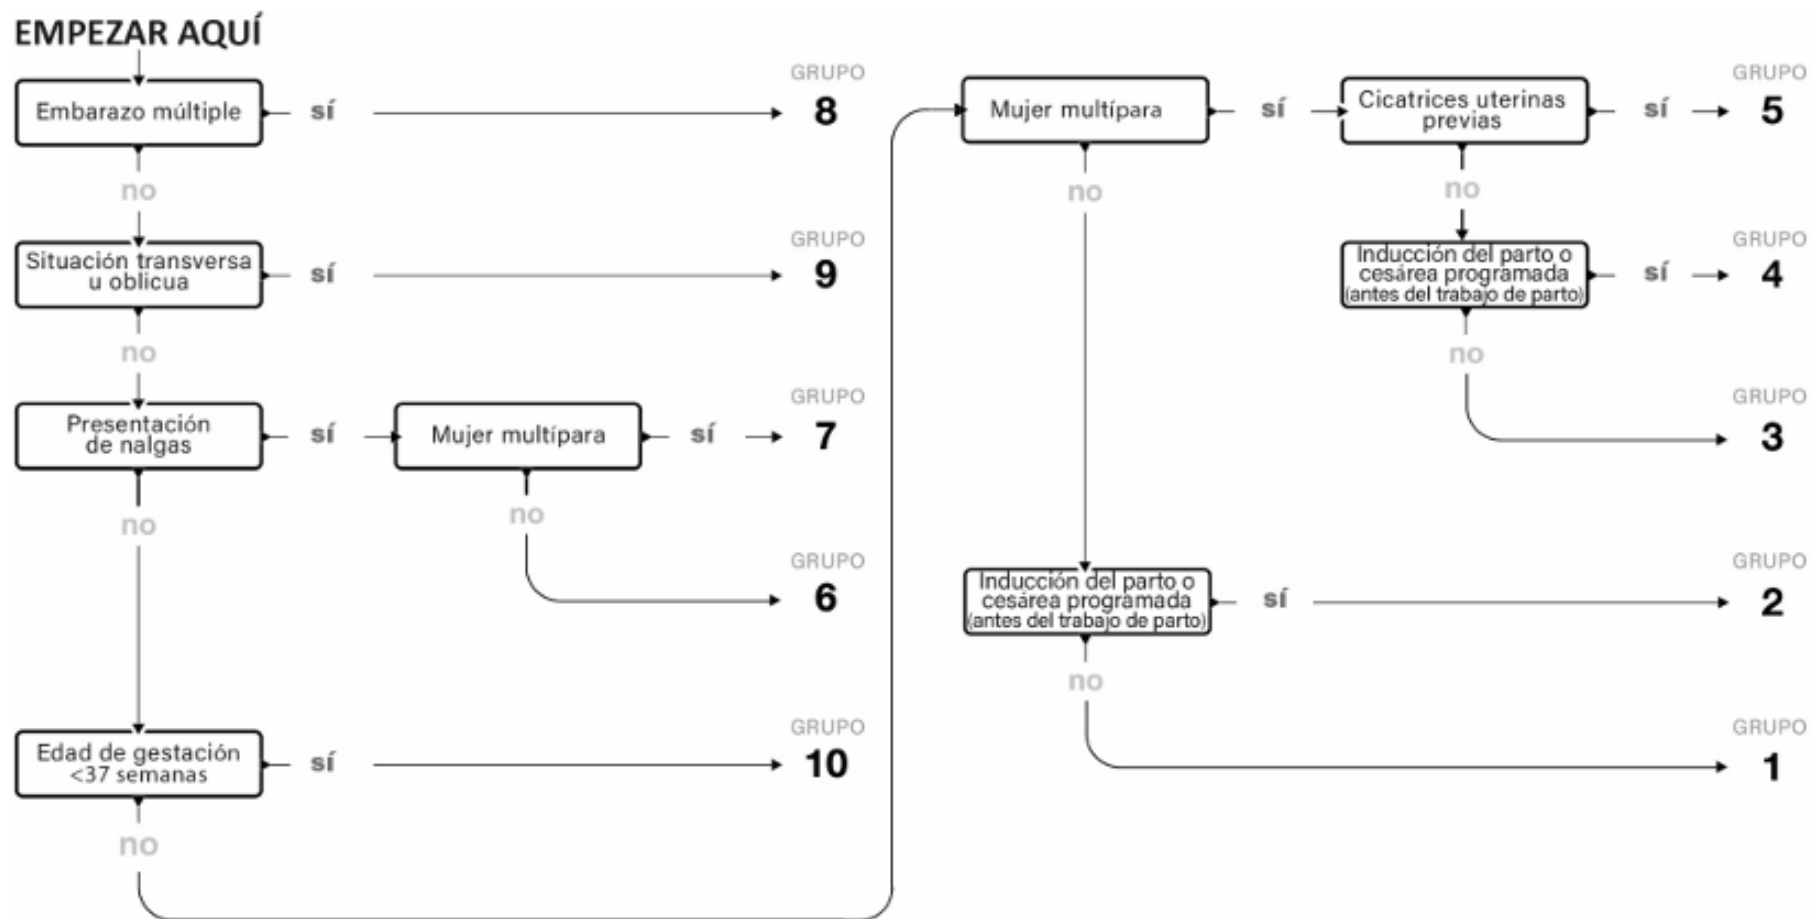 EMPEZAR AQUÍ
Embarazo múltiple
sí
GRUPO
8
no
Situación transversa
u oblicua
sí
GRUPO
9
no
Presentación
de nalgas
sí
Mujer multípara
sí
GRUPO
7
no
GRUPO
6
no
Edad de gestación
<37 semanas
sí
GRUPO
10
no
Mujer multípara
sí
Cicatrices uterinas
previas
sí
GRUPO
5
no
Inducción del parto o
cesárea programada
(antes del trabajo de parto)
sí
GRUPO
4
no
GRUPO
3
no
Inducción del parto o
cesárea programada
(antes del trabajo de parto)
sí
GRUPO
2
no
GRUPO
1